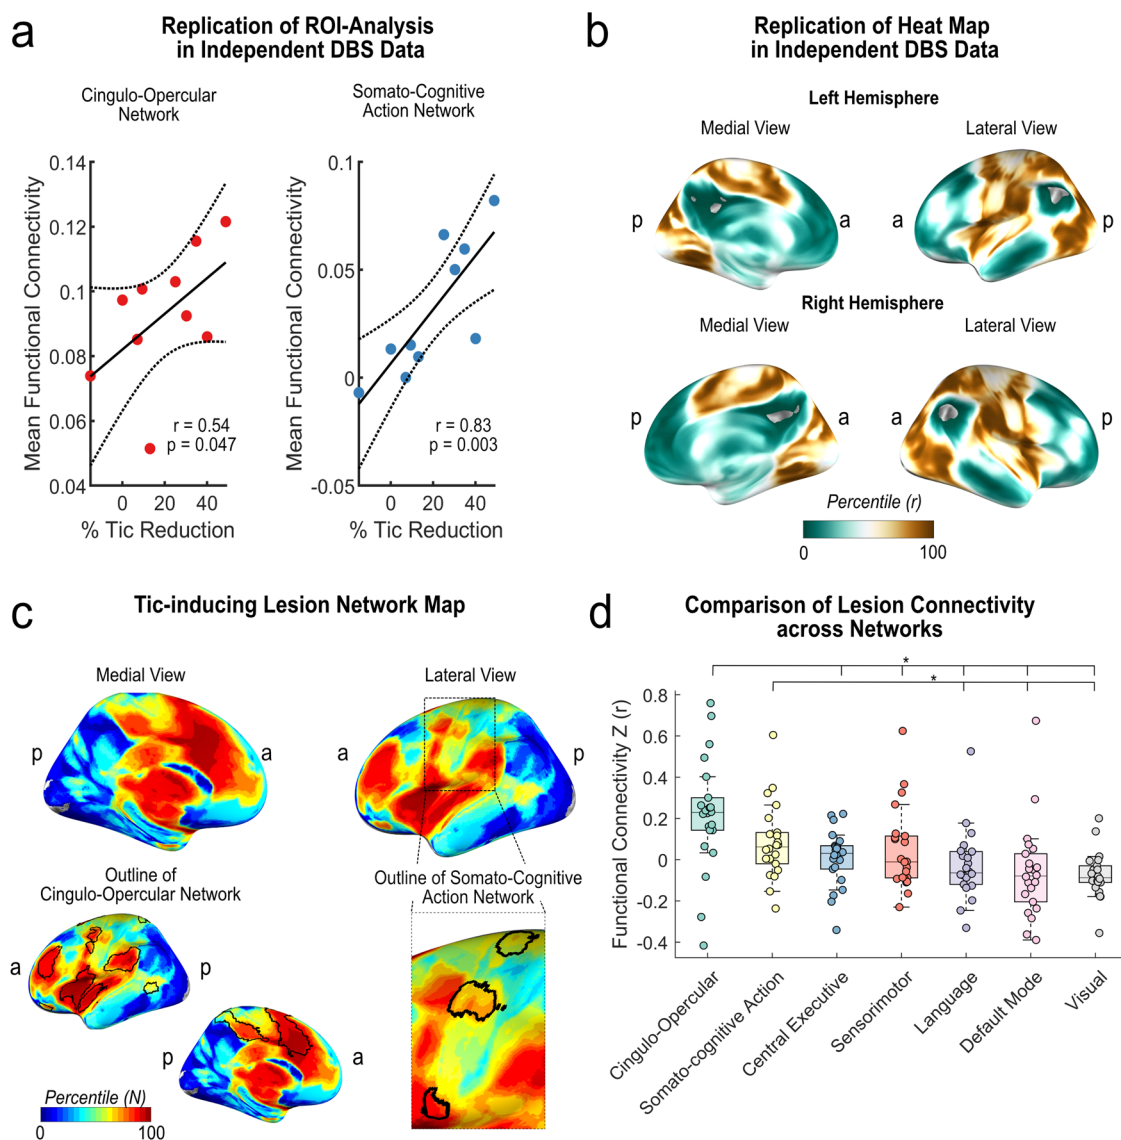 a
Replication of ROI-Analysis
in Independent DBS Data
Cingulo-Opercular
Network
Mean Functional Connectivity
0.14
0.12
0.1
0.08
0.06
0.04
r = 0.54
p = 0.047
0
20
40
% Tic Reduction
Somato-Cognitive
Action Network
Mean Functional Connectivity
0.1
0.05
0
-0.05
r = 0.83
p = 0.003
0
20
40
% Tic Reduction
b
Replication of Heat Map
in Independent DBS Data
Left Hemisphere
Medial View
Lateral View
p
a
a
p
Right Hemisphere
Medial View
Lateral View
a
a
p
Percentile (r)
0
100
c
Tic-inducing Lesion Network Map
Medial View
Lateral View
p
a
a
p
Outline of
Cingulo-Opercular Network
a
p
p
a
Outline of Somato-Cognitive
Action Network
Percentile (N)
0
100
d
Comparison of Lesion Connectivity
across Networks
*
*
Functional Connectivity Z (r)
0.8
0.6
0.4
0.2
0
-0.2
-0.4
Cingulo-Opercular
Somato-cognitive Action
Central Executive
Sensorimotor
Language
Default Mode
Visual